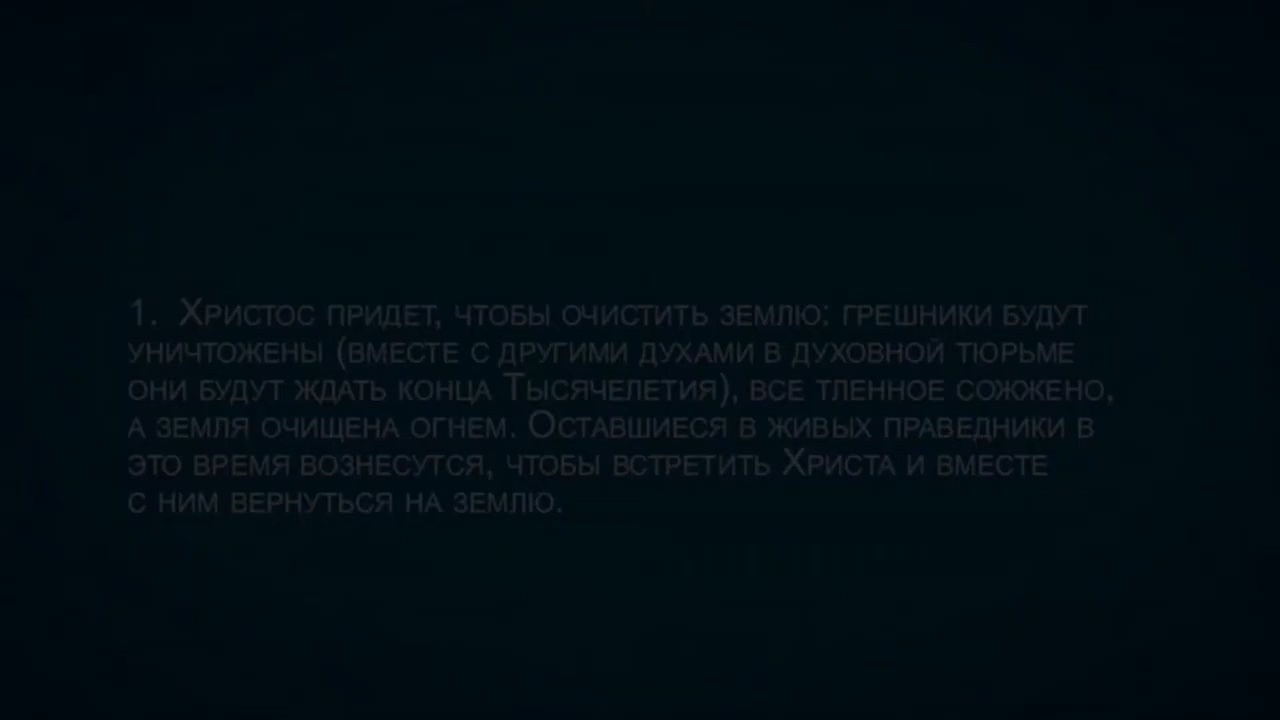 1. Христос придет, чтобы очистить землю: грешники будут
уничтожены (вместе с другими духами в духовной тюрьме
они будут ждать конца Тысячелетия), все тленное сожжено,
а земля очищена огнем. Оставшиеся в живых праведники в
это время вознесутся, чтобы встретить Христа и вместе
с ним вернуться на землю.